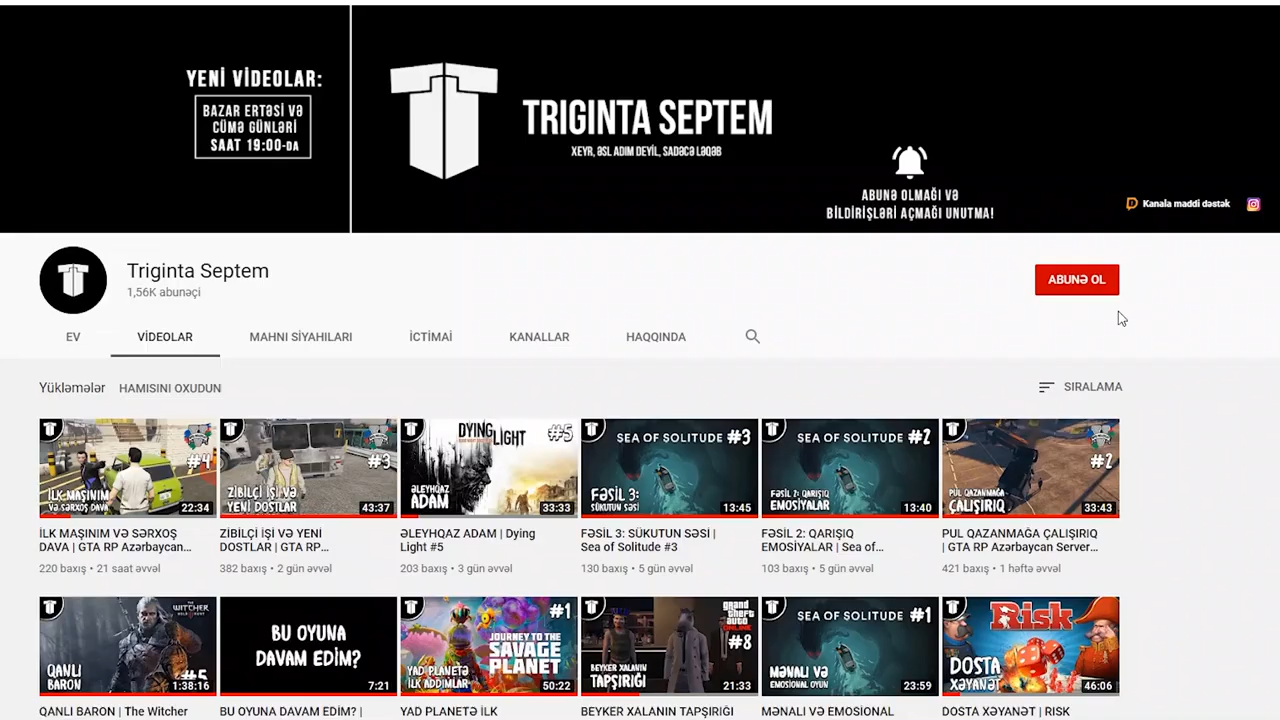 YENİ VİDEOLAR:
BAZAR ERTƏSİ VƏ
CÜMƏ GÜNLƏRİ
SAAT 19:00-DA
TRIGINTA SEPTEM
XEYR, ƏSL ADIM DEYİL, SADƏCƏ LƏQƏB
ABUNƏ OLMAĞI VƏ
BİLDİRİŞLƏRİ AÇMAĞI UNUTMA!
Kanala maddi dəstək
Triginta Septem
1,56K abunəçi
ABUNƏ OL
EV
VİDEOLAR
MAHNI SİYAHILARI
İCTİMAİ
KANALLAR
HAQQINDA
Yükləmələr
HAMISINI OXUDUN
SIRALAMA
#4
İLK MAŞINIM
VƏ SƏRXOŞ DAVA
22:34
#3
ZİBİLÇİ İŞİ VƏ
YENİ DOSTLAR
43:37
DYING LIGHT
#5
ƏLEYHQAZ
ADAM
33:33
SEA OF SOLITUDE #3
FƏSİL 3:
SÜKUTUN SƏSİ
13:45
SEA OF SOLITUDE #2
FƏSİL 2: QARIŞIQ
EMOSİYALAR
13:40
#2
PUL QAZANMAĞA
ÇALIŞIRIQ
33:43
İLK MAŞINIM VƏ SƏRXOŞ
DAVA | GTA RP Azərbaycan...
220 baxış • 21 saat əvvəl
ZİBİLÇİ İŞİ VƏ YENİ
DOSTLAR | GTA RP...
382 baxış • 2 gün əvvəl
ƏLEYHQAZ ADAM | Dying
Light #5
203 baxış • 3 gün əvvəl
FƏSİL 3: SÜKUTUN SƏSİ |
Sea of Solitude #3
130 baxış • 5 gün əvvəl
FƏSİL 2: QARIŞIQ
EMOSİYALAR | Sea of...
103 baxış • 5 gün əvvəl
PUL QAZANMAĞA ÇALIŞIRIQ
| GTA RP Azərbaycan Server...
421 baxış • 1 həftə əvvəl
THE WITCHER
WILD HUNT
QANLI
BARON
#5
1:38:16
BU OYUNA
DAVAM EDİM?
7:21
#1
JOURNEY TO THE
SAVAGE
PLANET
YAD PLANETƏ
İLK ADDIMLAR
50:22
grand
theft
auto
ONLINE
#8
BEYKER XALANIN
TAPŞIRIĞI
21:33
SEA OF SOLITUDE #1
MƏNALI VƏ
EMOSIONAL OYUN
23:59
RISK
DOSTA
XƏYANƏT
46:06
QANLI BARON | The Witcher
BU OYUNA DAVAM EDİM? |
YAD PLANETƏ İLK
BEYKER XALANIN TAPŞIRIĞI
MƏNALI VƏ EMOSİONAL
DOSTA XƏYANƏT | RISK